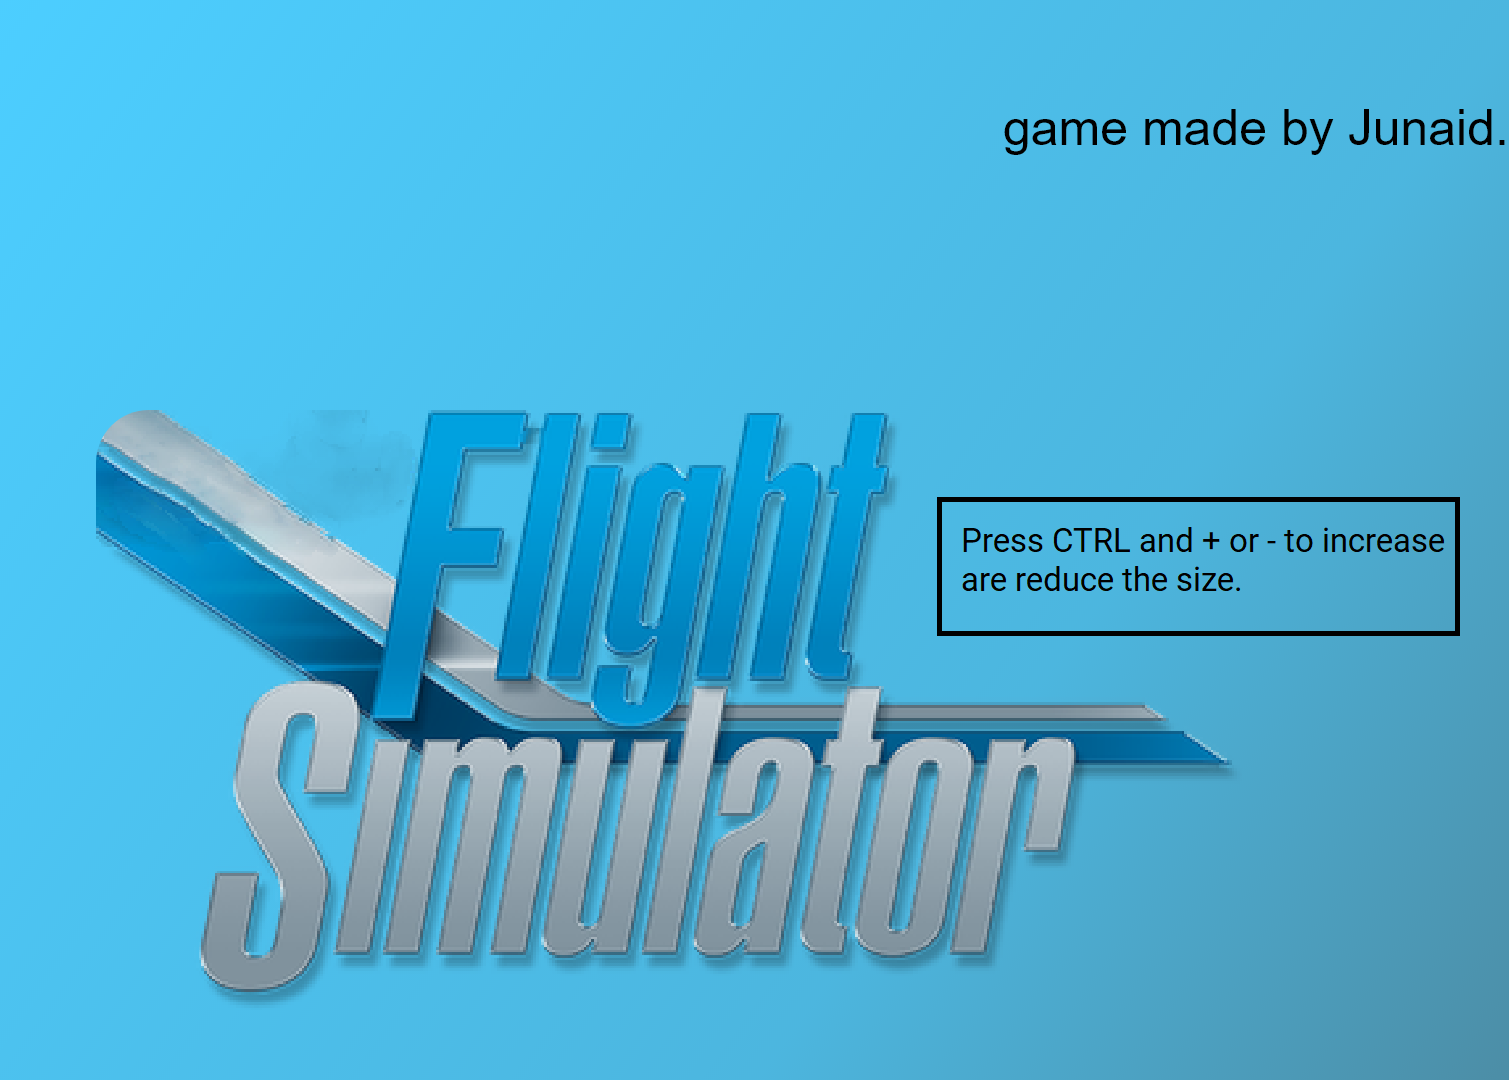 game made by Junaid.
Flight
Simulator
Press CTRL and + or - to increase
are reduce the size.